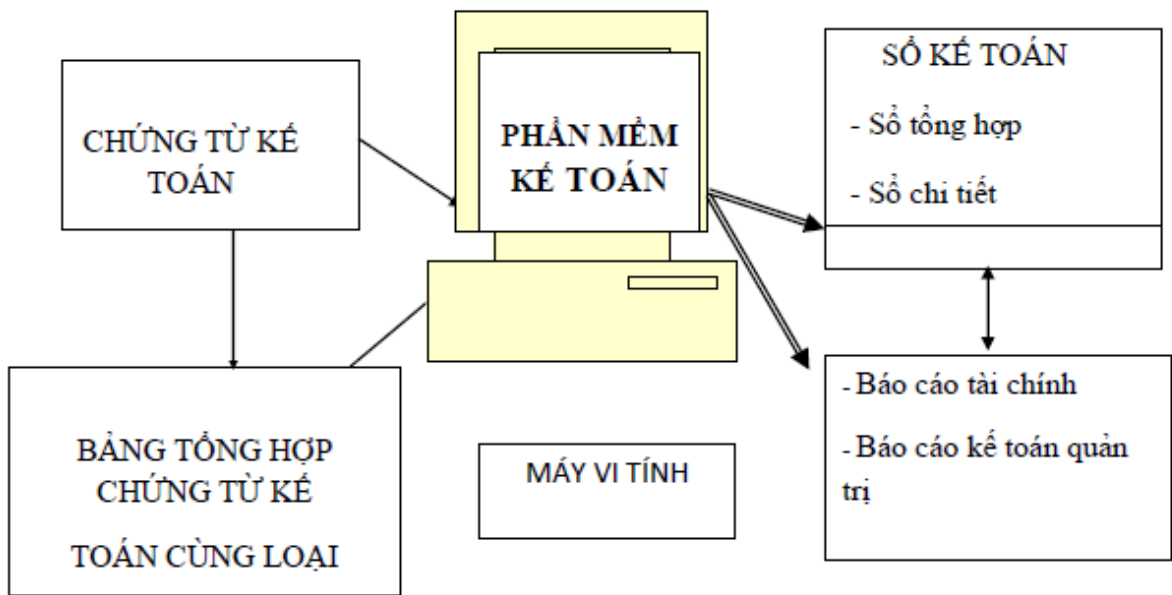 CHỨNG TỪ KẾ
TOÁN
PHẦN MỀM
KẾ TOÁN
SỔ KẾ TOÁN
- Sổ tổng hợp
- Sổ chi tiết
BẢNG TỔNG HỢP
CHỨNG TỪ KẾ
TOÁN CÙNG LOẠI
MÁY VI TÍNH
- Báo cáo tài chính
- Báo cáo kế toán quản
trị